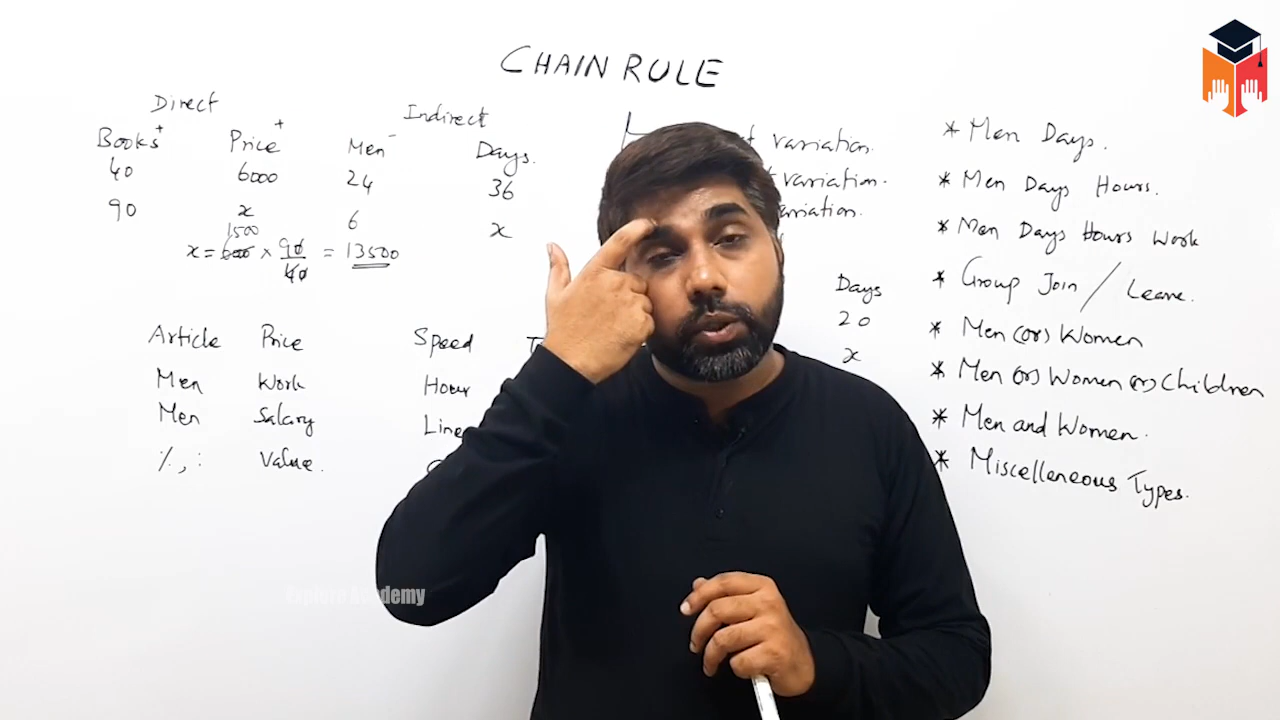 CHAIN RULE
Direct
Books+ Price+
40 6000
90 x
1500
x = 600 × 90/40 = 13500
Indirect
Men- Days.
24 36
6 x
variation.
variation.
variation.
Article Price
Men Work
Men Salary
%, : Value.
Speed
Hour
Days
20
x
* Men Days.
* Men Days Hours.
* Men Days Hours Work
* Group Join / Leave.
* Men (or) Women
* Men (or) Women (or) Children
* Men and Women.
* Miscelleneous Types.
Explore Academy